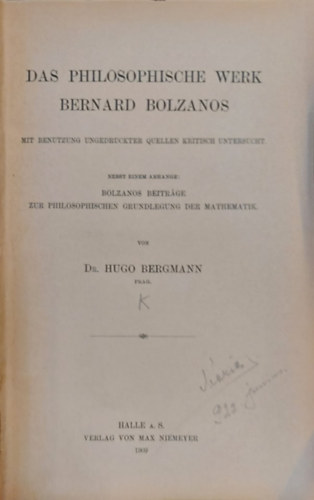 DAS PHILOSOPHISCHE WERK
BERNARD BOLZANOS
MIT BENUTZUNG UNGEDRUCKTER QUELLEN KRITISCH UNTERSUCHT.
NEBST EINEM ANHANGE:
BOLZANOS BEITRÄGE
ZUR PHILOSOPHISCHEN GRUNDLEGUNG DER MATHEMATIK.
VON
DR. HUGO BERGMANN
PRAG.
K
HALLE A. S.
VERLAG VON MAX NIEMEYER
1909